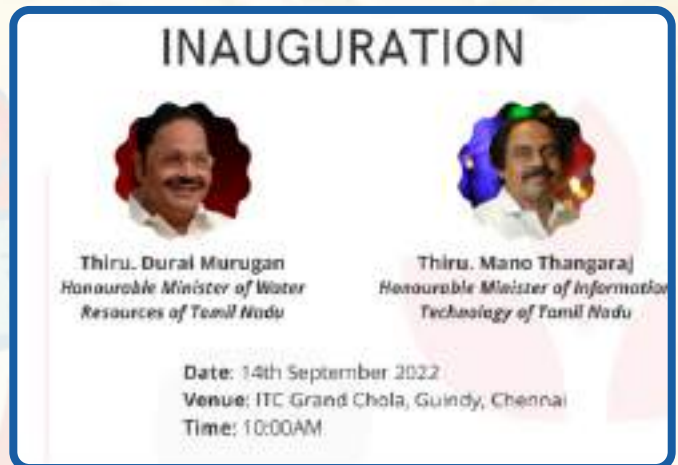 INAUGURATION
Thiru. Durai Murugan
Honourable Minister of Water
Resources of Tamil Nadu
Thiru. Mano Thangaraj
Honourable Minister of Information
Technology of Tamil Nadu
Date: 14th September 2022
Venue: ITC Grand Chola, Guindy, Chennai
Time: 10:00AM